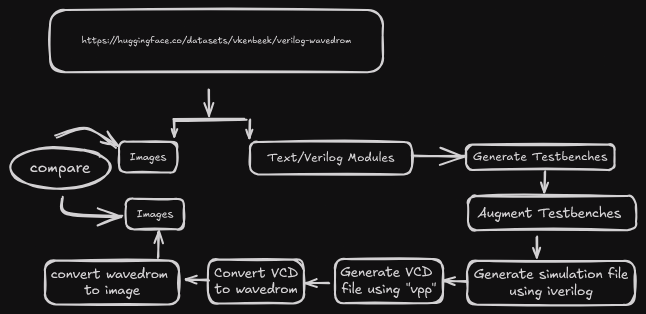 https://huggingface.co/datasets/vkenbeek/verilog-wavedrom
Images
Text/Verilog Modules
Generate Testbenches
compare
Images
Augment Testbenches
convert wavedrom
to image
Convert VCD
to wavedrom
Generate VCD
file using "vpp"
Generate simulation file
using iverilog